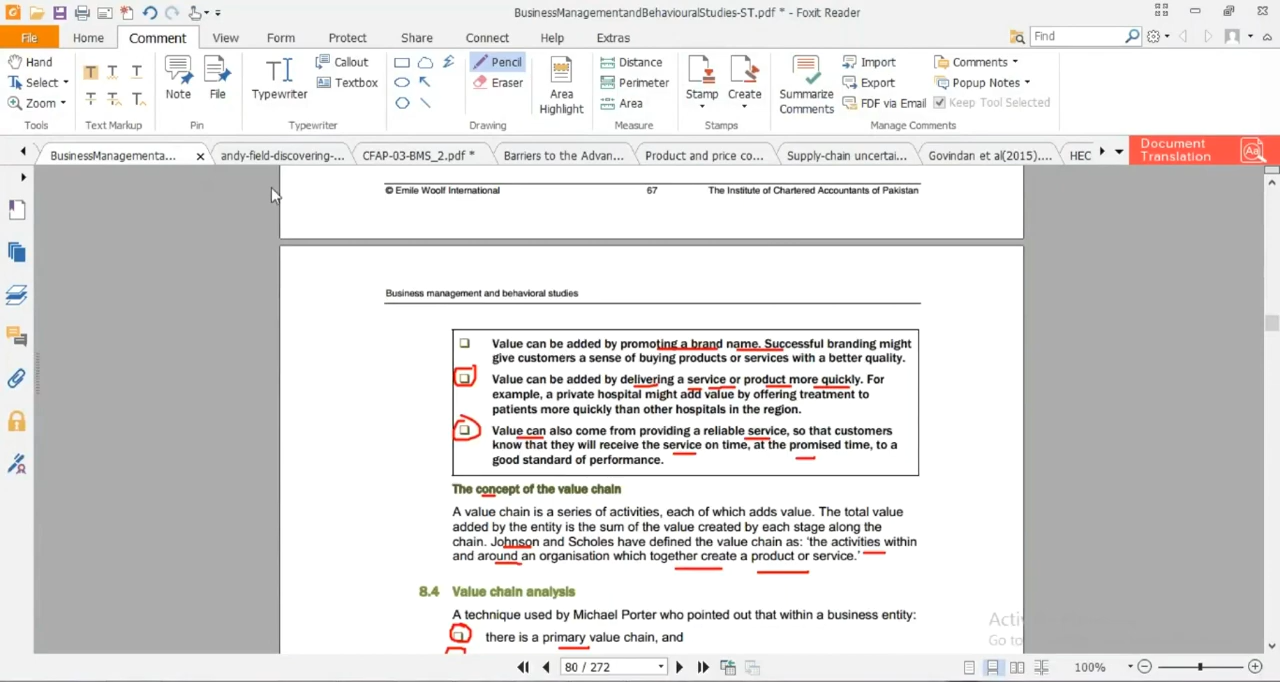 BusinessManagementandBehaviouralStudies-ST.pdf * - Foxit Reader
File Home Comment View Form Protect Share Connect Help Extras Find
Hand Callout Pencil Distance Import Comments
Select Textbox Eraser Perimeter Export Popup Notes
Zoom Note File Typewriter Area Highlight Area Stamp Create Summarize Comments FDF via Email Keep Tool Selected
Tools Text Markup Pin Typewriter Drawing Measure Stamps Manage Comments
BusinessManagementa... andy-field-discovering-... CFAP-03-BMS_2.pdf * Barriers to the Advan... Product and price co... Supply-chain uncertai... Govindan et al(2015).... HEC Document Translation
© Emile Woolf International 67 The Institute of Chartered Accountants of Pakistan
Business management and behavioral studies
Value can be added by promoting a brand name. Successful branding might
give customers a sense of buying products or services with a better quality.
Value can be added by delivering a service or product more quickly. For
example, a private hospital might add value by offering treatment to
patients more quickly than other hospitals in the region.
Value can also come from providing a reliable service, so that customers
know that they will receive the service on time, at the promised time, to a
good standard of performance.
The concept of the value chain
A value chain is a series of activities, each of which adds value. The total value
added by the entity is the sum of the value created by each stage along the
chain. Johnson and Scholes have defined the value chain as: 'the activities within
and around an organisation which together create a product or service.'
8.4 Value chain analysis
A technique used by Michael Porter who pointed out that within a business entity:
there is a primary value chain, and
Go to
80 / 272 100%